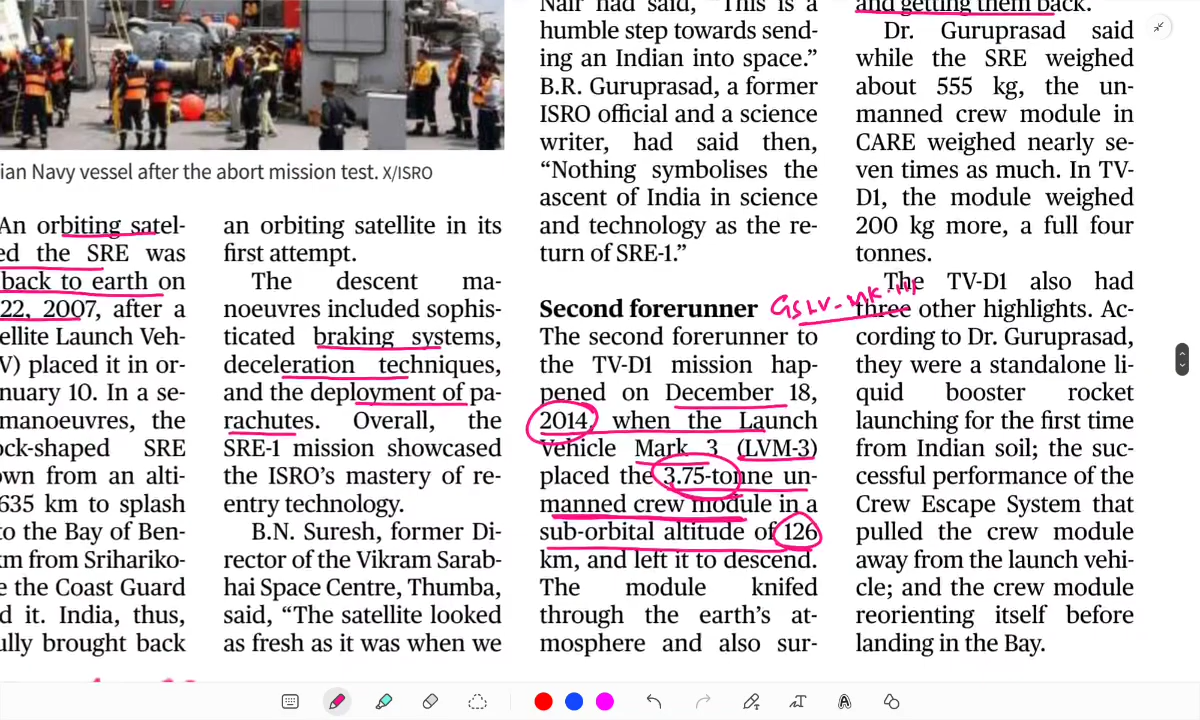 ian Navy vessel after the abort mission test. X/ISRO
An orbiting satel-
ed the SRE was
back to earth on
22, 2007, after a
ellite Launch Veh-
V) placed it in or-
nuary 10. In a se-
manoeuvres, the
ock-shaped SRE
own from an alti-
635 km to splash
to the Bay of Ben-
km from Sriхариko-
e the Coast Guard
d it. India, thus,
ully brought back
an orbiting satellite in its
first attempt.
The descent ma-
noeuvres included sophis-
ticated braking systems,
deceleration techniques,
and the deployment of pa-
rachutes. Overall, the
SRE-1 mission showcased
the ISRO's mastery of re-
entry technology.
B.N. Suresh, former Di-
rector of the Vikram Sarab-
hai Space Centre, Thumba,
said, “The satellite looked
as fresh as it was when we
Nair had said, “This is a
humble step towards send-
ing an Indian into space.”
B.R. Guruprasad, a former
ISRO official and a science
writer, had said then,
“Nothing symbolises the
ascent of India in science
and technology as the re-
turn of SRE-1.”
Second forerunner GSLV-MK.III
The second forerunner to
the TV-D1 mission hap-
pened on December 18,
2014, when the Launch
Vehicle Mark 3 (LVM-3)
placed the 3.75-tonne un-
manned crew module in a
sub-orbital altitude of 126
km, and left it to descend.
The module knifed
through the earth's at-
mosphere and also sur-
and getting them back.
Dr. Guruprasad said
while the SRE weighed
about 555 kg, the un-
manned crew module in
CARE weighed nearly se-
ven times as much. In TV-
D1, the module weighed
200 kg more, a full four
tonnes.
The TV-D1 also had
three other highlights. Ac-
cording to Dr. Guruprasad,
they were a standalone li-
quid booster rocket
launching for the first time
from Indian soil; the suc-
cessful performance of the
Crew Escape System that
pulled the crew module
away from the launch vehi-
cle; and the crew module
reorienting itself before
landing in the Bay.